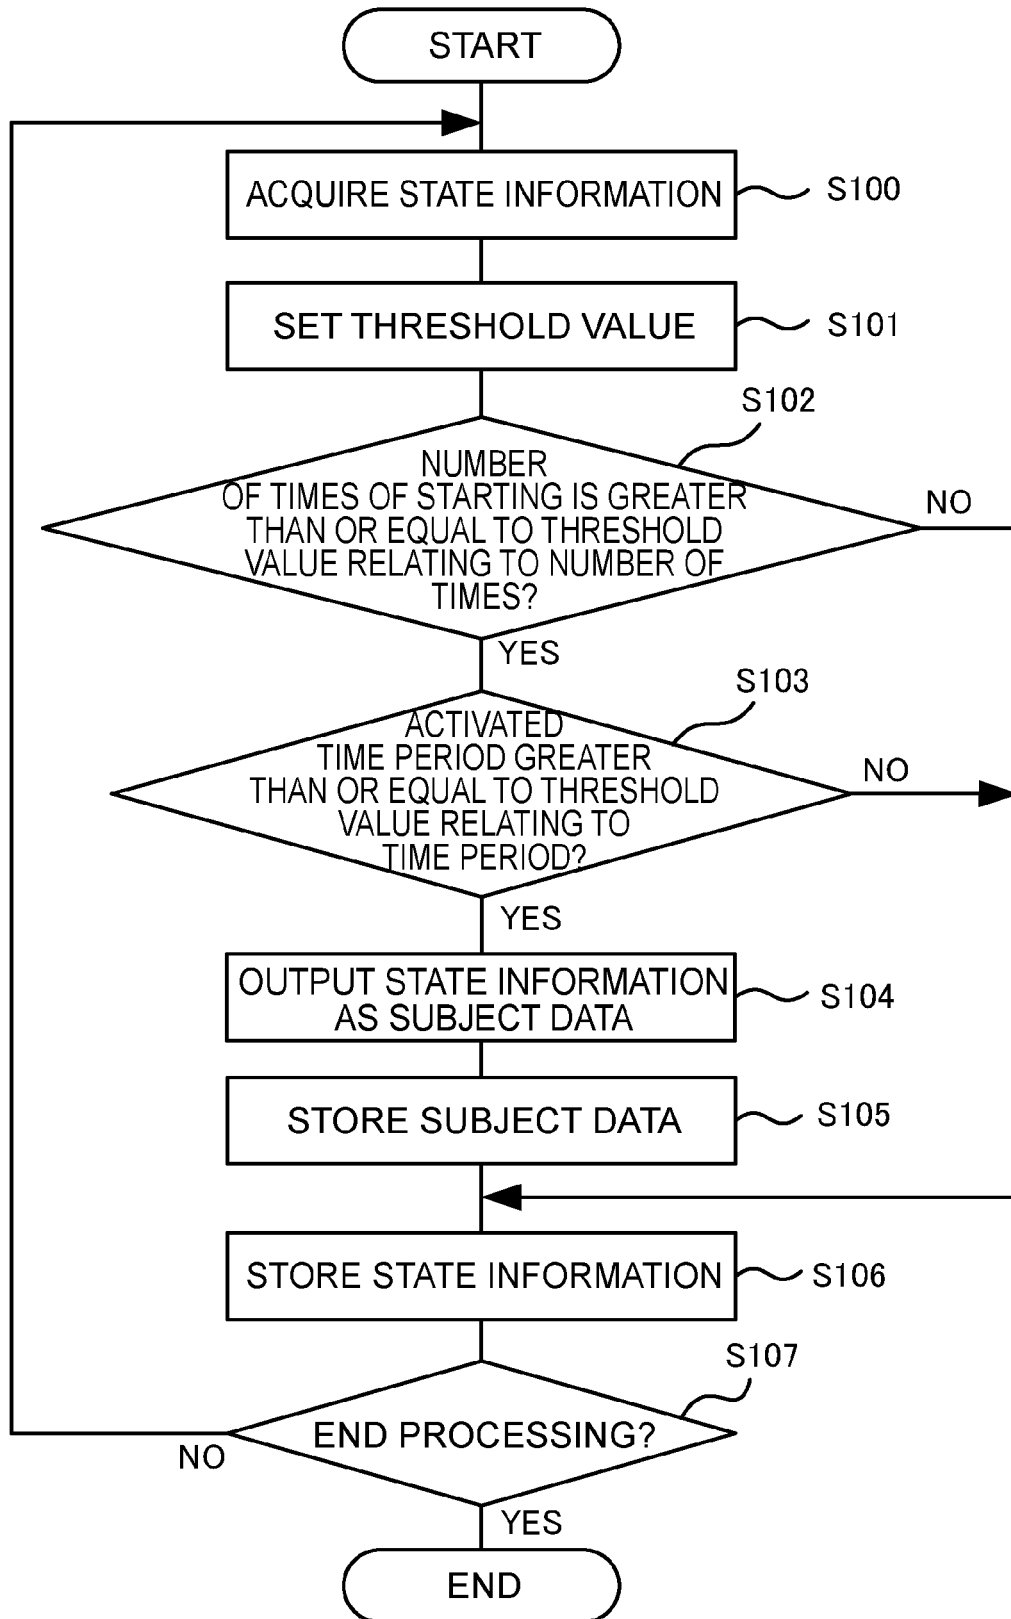 START
ACQUIRE STATE INFORMATION
S100
SET THRESHOLD VALUE
S101
S102
NUMBER
OF TIMES OF STARTING IS GREATER
THAN OR EQUAL TO THRESHOLD
VALUE RELATING TO NUMBER OF
TIMES?
NO
YES
S103
ACTIVATED
TIME PERIOD GREATER
THAN OR EQUAL TO THRESHOLD
VALUE RELATING TO
TIME PERIOD?
NO
YES
OUTPUT STATE INFORMATION
AS SUBJECT DATA
S104
STORE SUBJECT DATA
S105
STORE STATE INFORMATION
S106
S107
END PROCESSING?
NO
YES
END